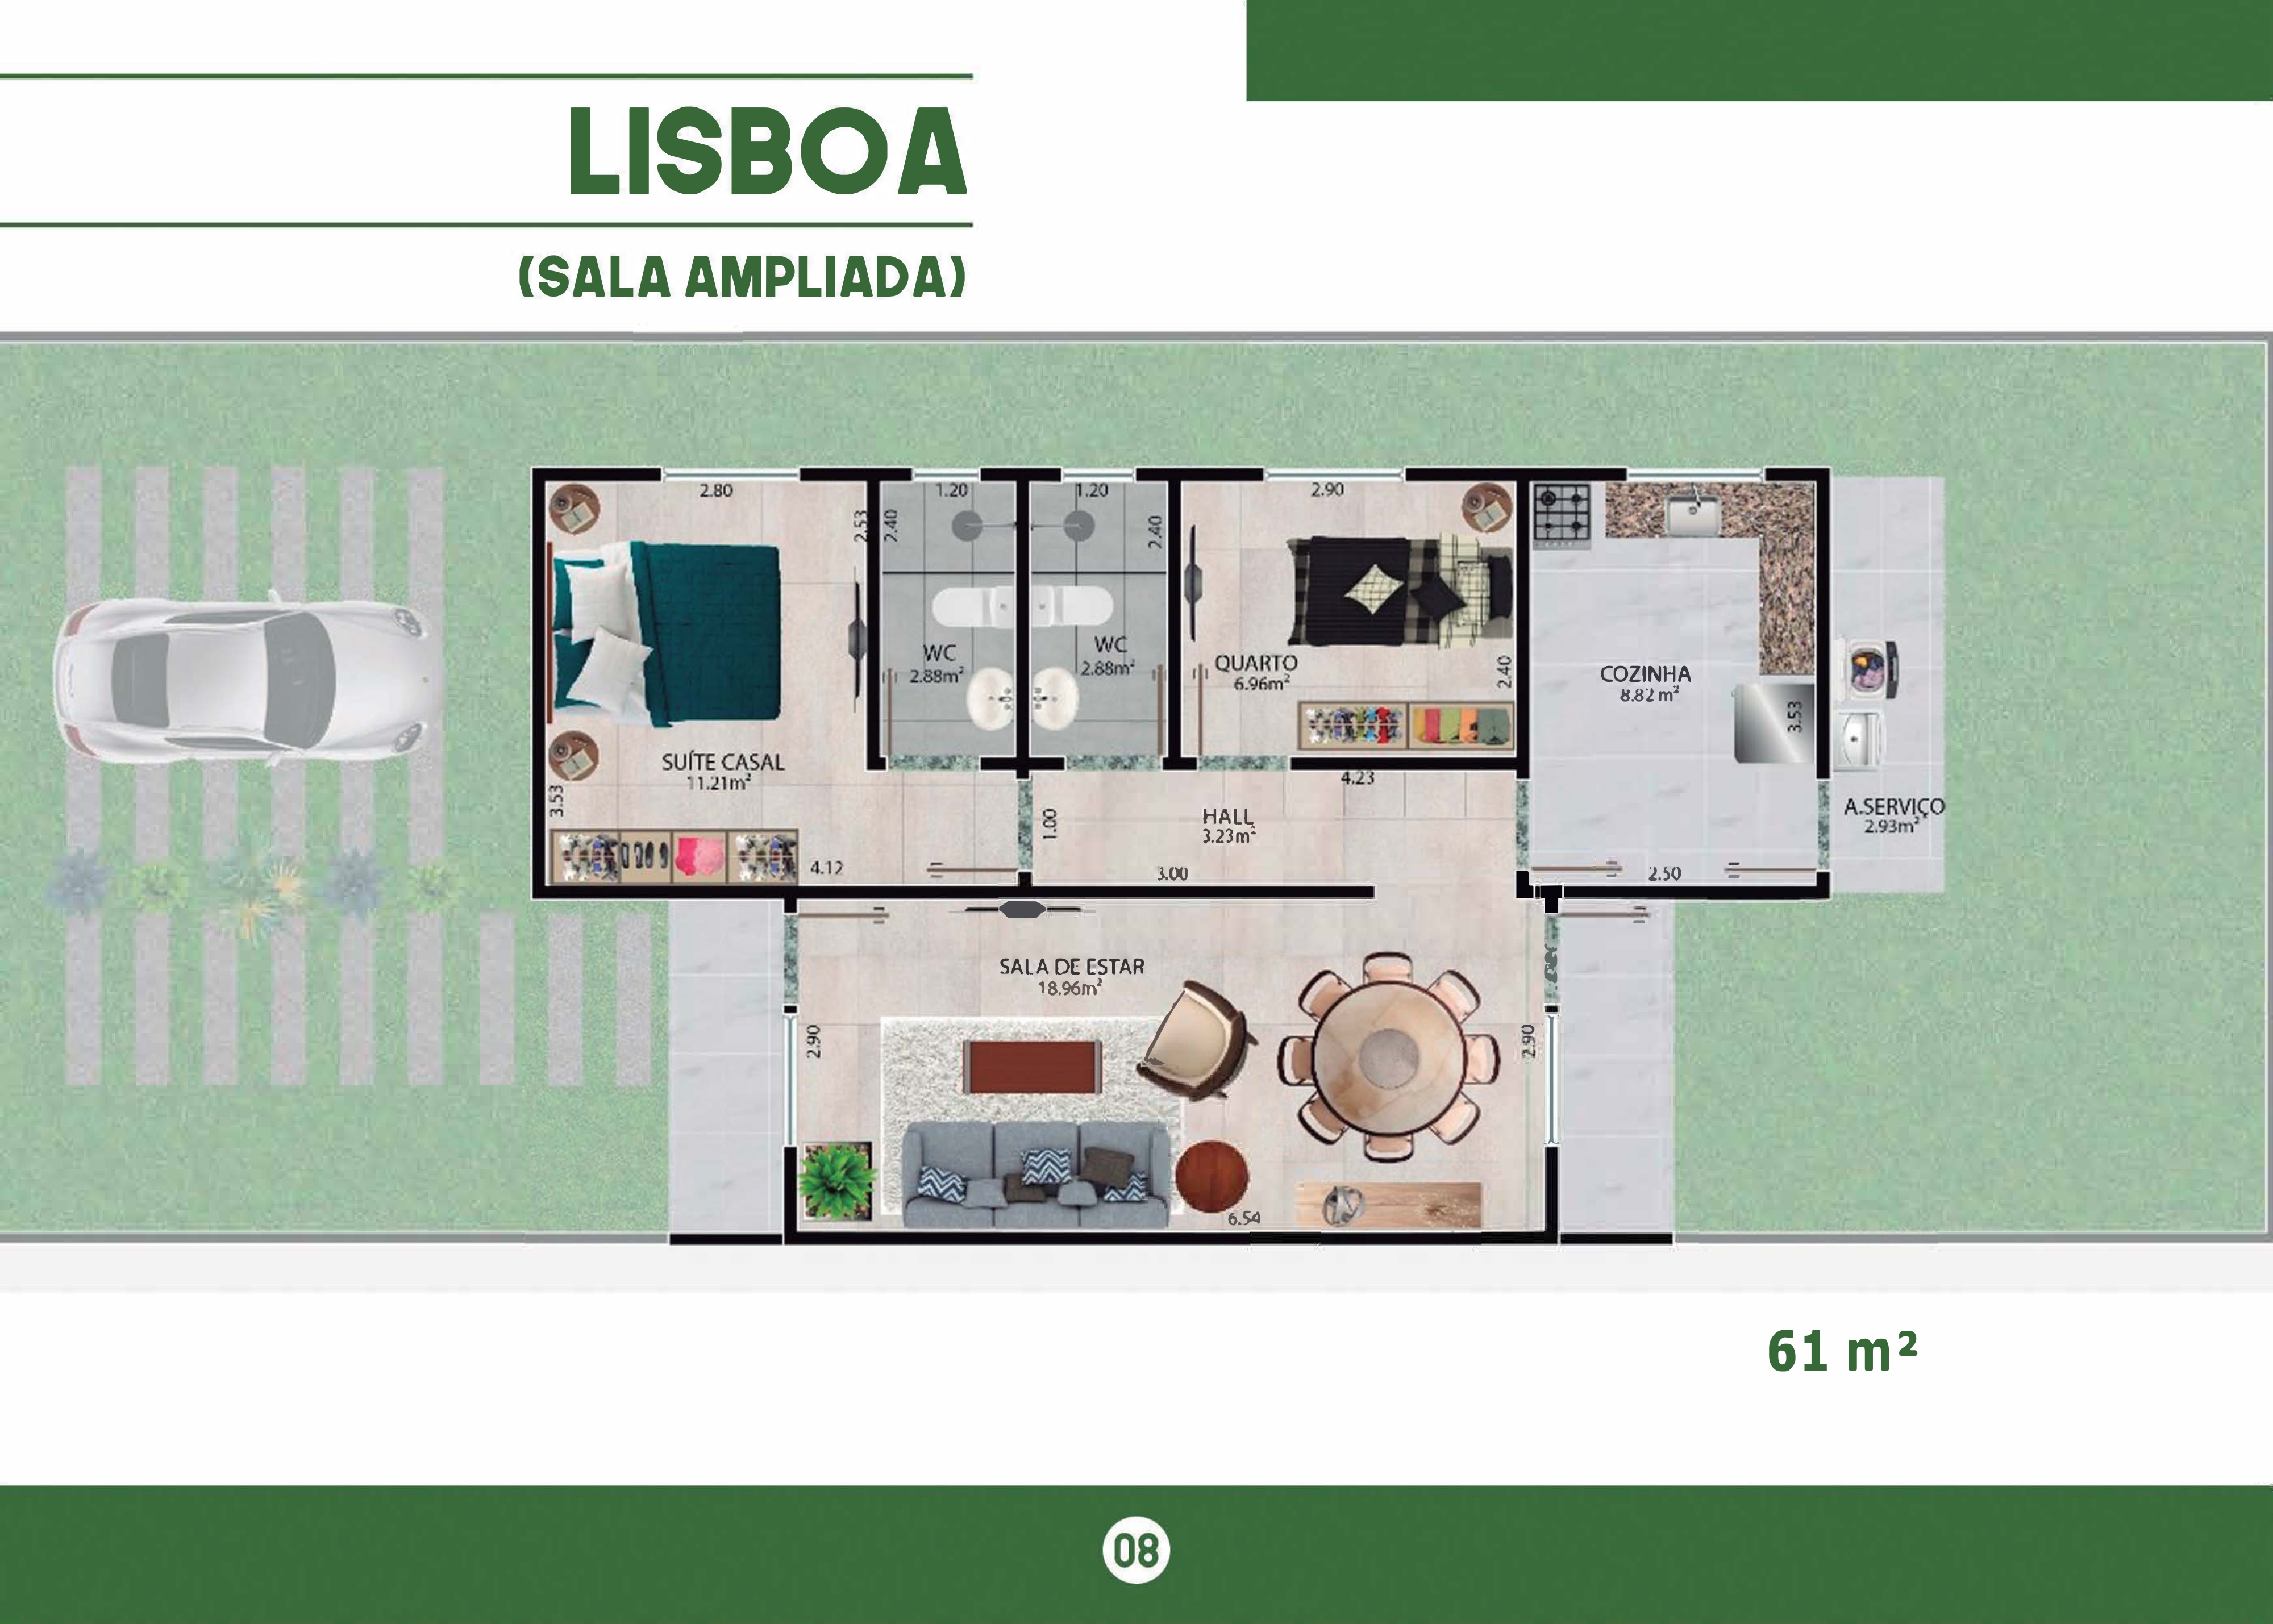 LISBOA
(SALA AMPLIADA)
2.80
1.20
1.20
2.90
2.53
2.40
2.40
WC
2.88m²
WC
2.88m²
QUARTO
6.96m²
2.40
COZINHA
8.82 m²
3.53
SUÍTE CASAL
11.21m²
3.53
4.12
4.23
HALL
3.23m²
1.00
3.00
2.50
A.SERVIÇO
2.93m²
SALA DE ESTAR
18.96m²
2.90
2.90
6.54
61 m²
08